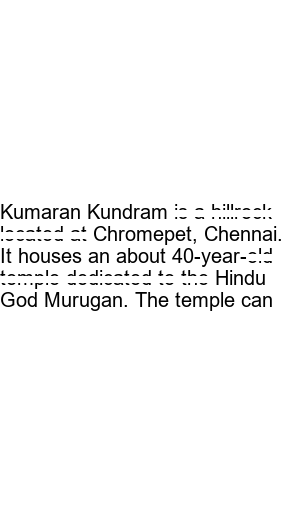 Kumaran Kundram is a hillrock
located at Chromepet, Chennai.
It houses an about 40-year-old
temple dedicated to the Hindu
God Murugan. The temple can